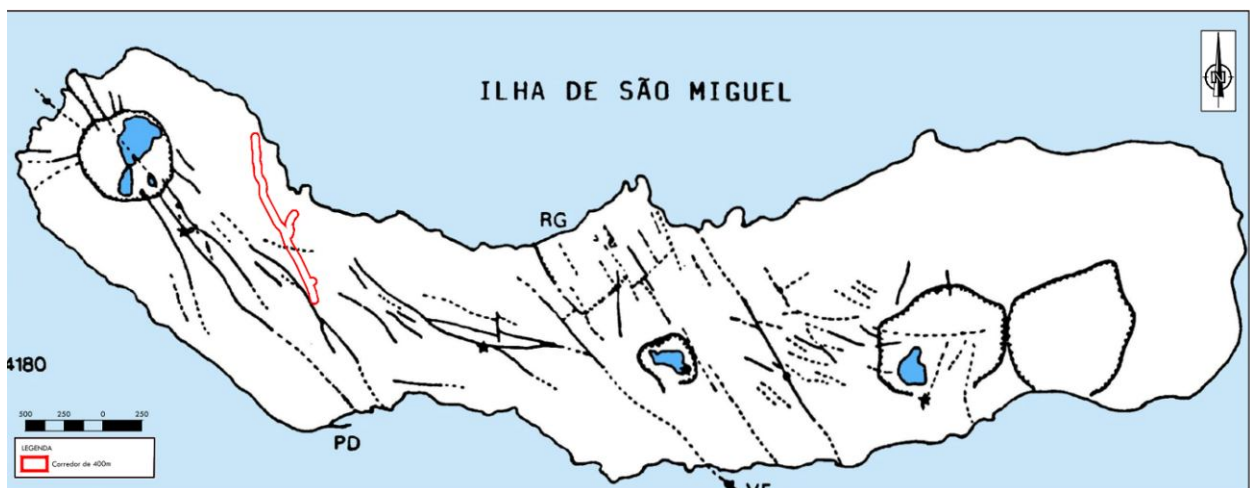 ILHA DE SÃO MIGUEL
N
RG
4180
500 250 0 250
PD
LEGENDA
Corredor de 400m